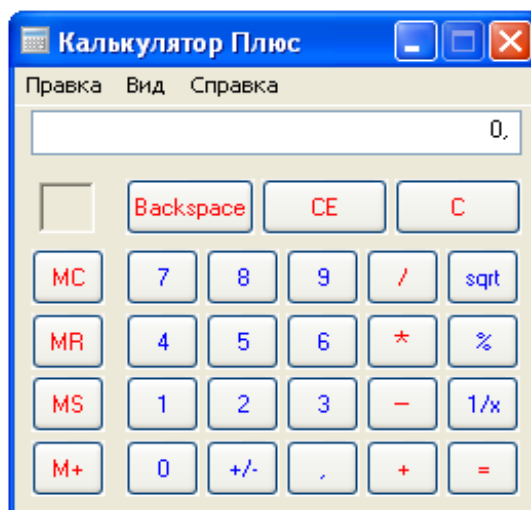 Калькулятор Плюс
Правка Вид Справка
0,
Backspace CE C
MC 7 8 9 / sqrt
MR 4 5 6 * %
MS 1 2 3 − 1/x
M+ 0 +/- , + =